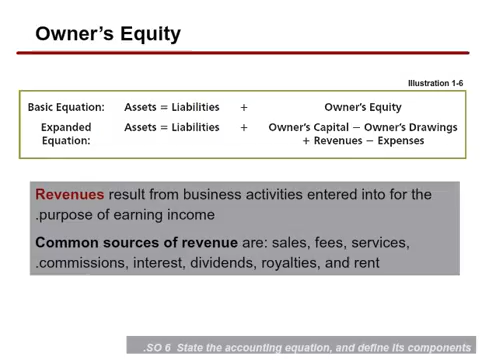 Owner's Equity
Illustration 1-6
Basic Equation: Assets = Liabilities + Owner's Equity
Expanded Assets = Liabilities + Owner's Capital − Owner's Drawings
Equation: + Revenues − Expenses
Revenues result from business activities entered into for the
.purpose of earning income
Common sources of revenue are: sales, fees, services,
.commissions, interest, dividends, royalties, and rent
.SO 6 State the accounting equation, and define its components